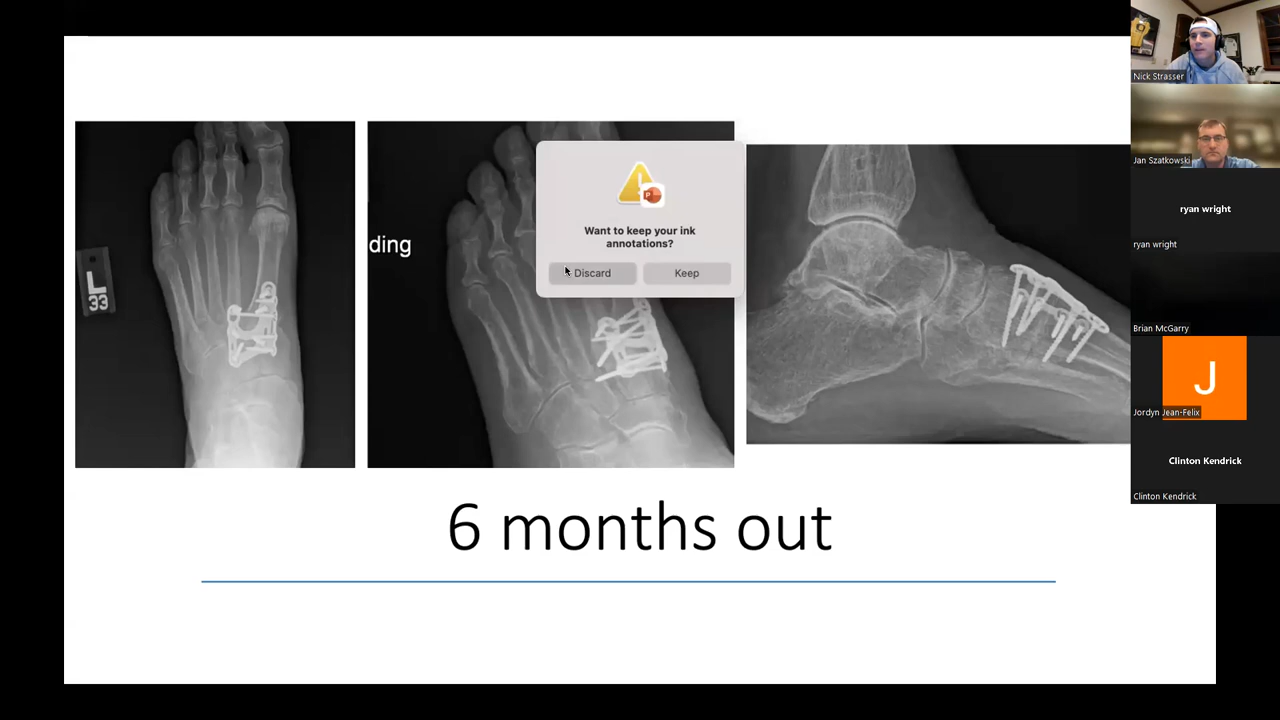 L
33
ding
Want to keep your ink
annotations?
Discard
Keep
6 months out
Nick Strasser
Jan Szatkowski
ryan wright
ryan wright
Brian McGarry
J
Jordyn Jean-Felix
Clinton Kendrick
Clinton Kendrick